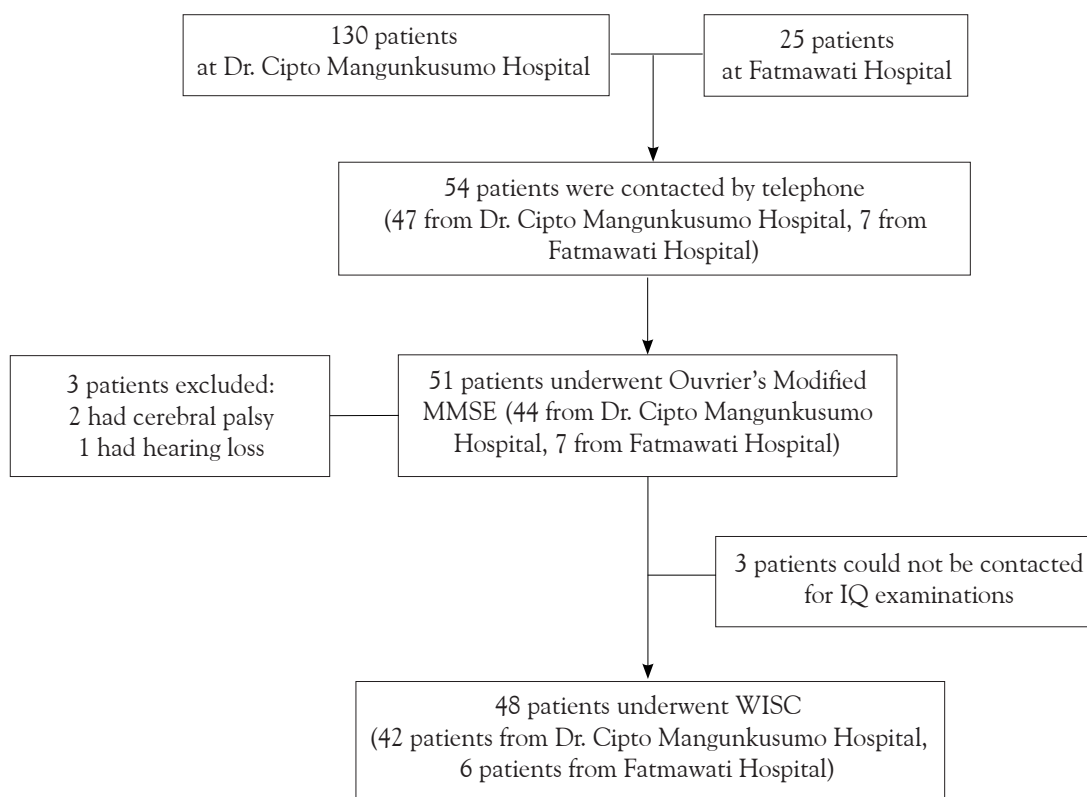 130 patients
at Dr. Cipto Mangunkusumo Hospital
25 patients
at Fatmawati Hospital
54 patients were contacted by telephone
(47 from Dr. Cipto Mangunkusumo Hospital, 7 from
Fatmawati Hospital)
3 patients excluded:
2 had cerebral palsy
1 had hearing loss
51 patients underwent Ouvrier’s Modified
MMSE (44 from Dr. Cipto Mangunkusumo
Hospital, 7 from Fatmawati Hospital)
3 patients could not be contacted
for IQ examinations
48 patients underwent WISC
(42 patients from Dr. Cipto Mangunkusumo Hospital,
6 patients from Fatmawati Hospital)